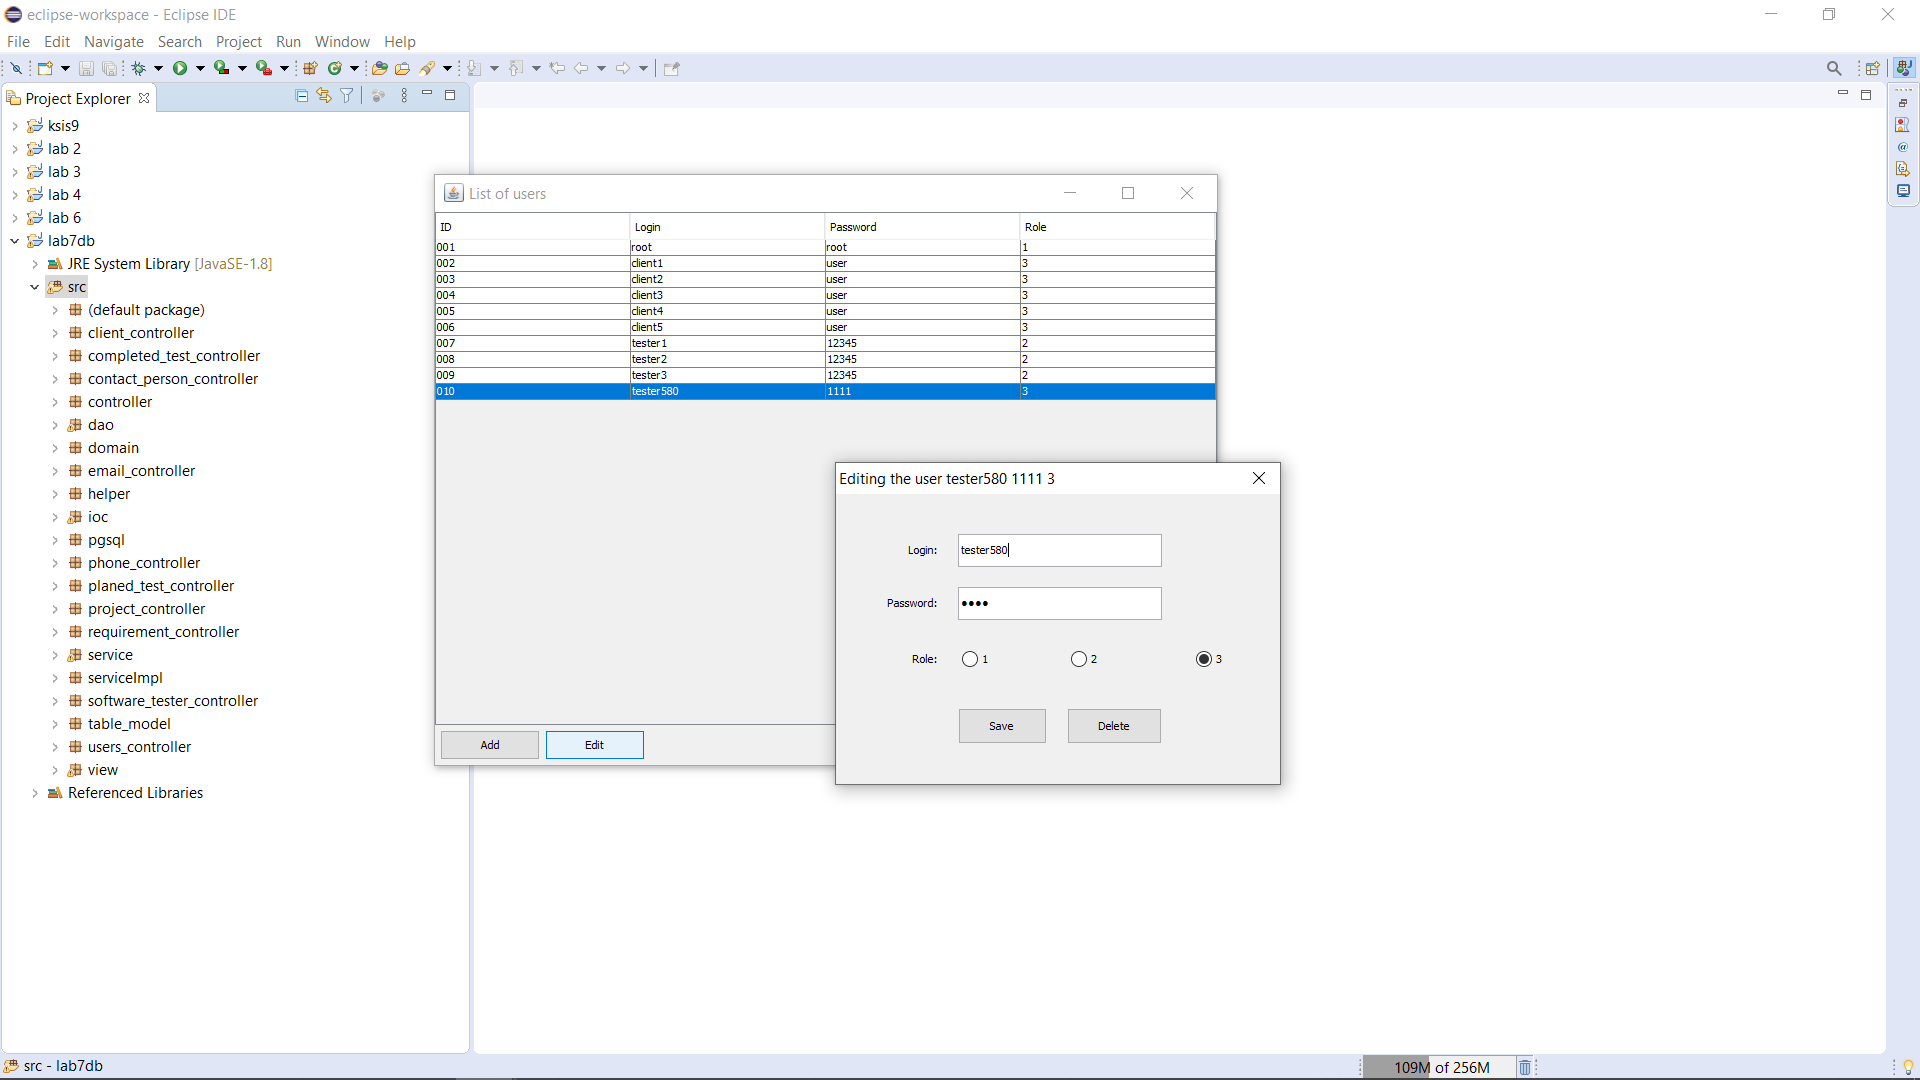 eclipse-workspace - Eclipse IDE
File Edit Navigate Search Project Run Window Help
Project Explorer
ksis9
lab 2
lab 3
lab 4
lab 6
lab7db
JRE System Library [JavaSE-1.8]
src
(default package)
client_controller
completed_test_controller
contact_person_controller
controller
dao
domain
email_controller
helper
ioc
pgsql
phone_controller
planed_test_controller
project_controller
requirement_controller
service
serviceImpl
software_tester_controller
table_model
users_controller
view
Referenced Libraries
List of users
ID Login Password Role
001 root root 1
002 client1 user 3
003 client2 user 3
004 client3 user 3
005 client4 user 3
006 client5 user 3
007 tester1 12345 2
008 tester2 12345 2
009 tester3 12345 2
010 tester580 1111 3
Add Edit
Editing the user tester580 1111 3
Login: tester580
Password: ••••
Role: 1 2 3
Save Delete
src - lab7db
109M of 256M